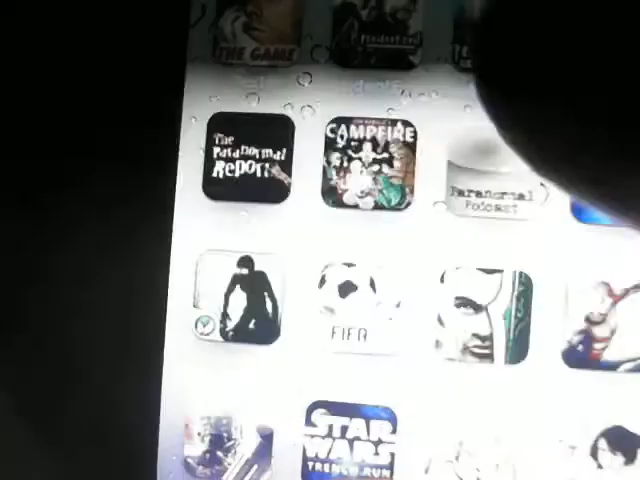 THE GAME
The
Paranormal
Report
CAMPFIRE
Paranormal
Podcast
FIFA
STAR
WARS
TRENCH RUN